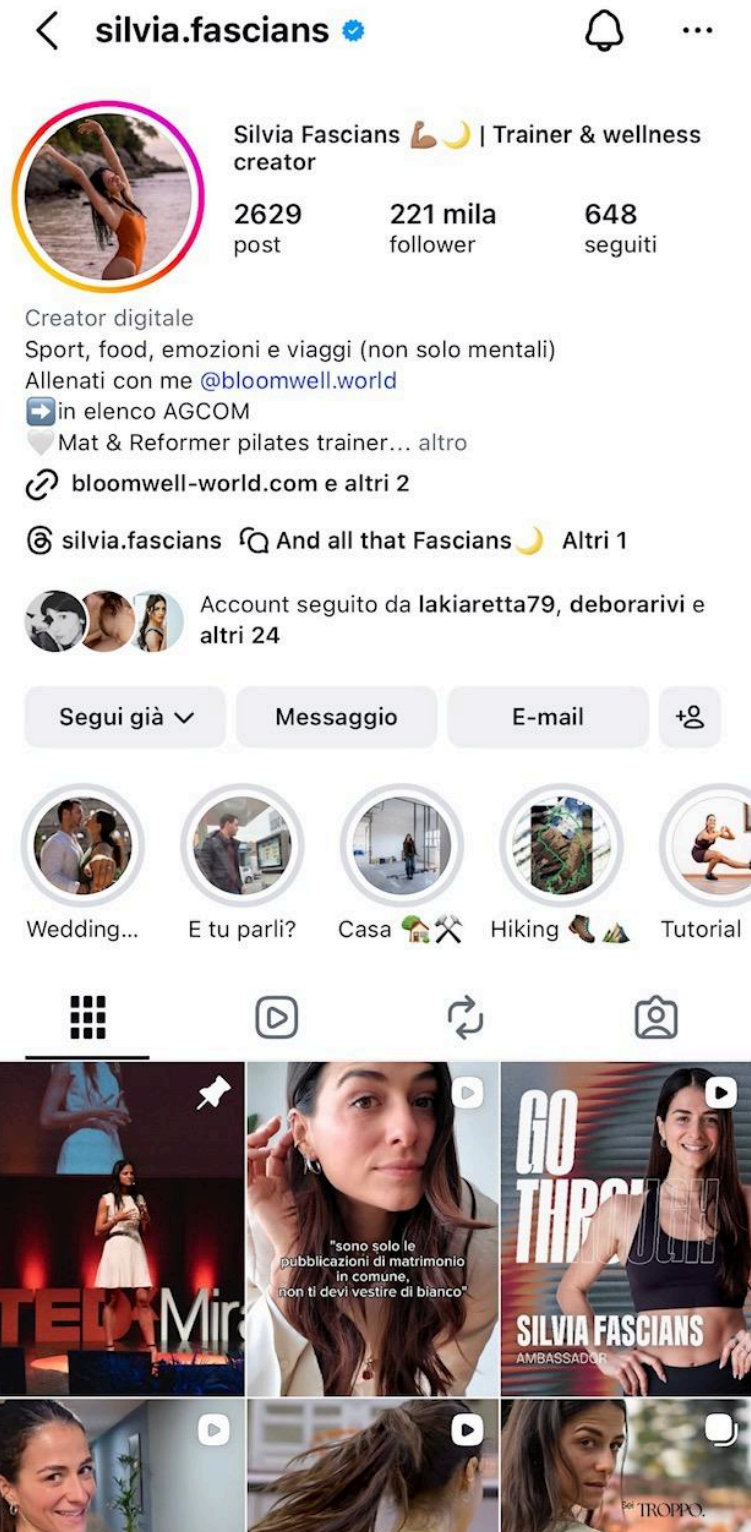 silvia.fascians
Silvia Fascians 💪🏽🌙 | Trainer & wellness
creator
2629
221 mila
648
post
follower
seguiti
Creator digitale
Sport, food, emozioni e viaggi (non solo mentali)
Allenati con me @bloomwell.world
➡️in elenco AGCOM
🤍Mat & Reformer pilates trainer... altro
bloomwell-world.com e altri 2
silvia.fascians And all that Fascians🌙 Altri 1
Account seguito da lakiaretta79, deborarivi e
altri 24
Segui già
Messaggio
E-mail
Wedding...
E tu parli?
Casa 🏡⚒️
Hiking 🥾⛰️
Tutorial
TEDx Mira
"sono solo le
pubblicazioni di matrimonio
in comune,
non ti devi vestire di bianco"
GO
THROUGH
SILVIA FASCIANS
AMBASSADOR
Sei TROPPO.